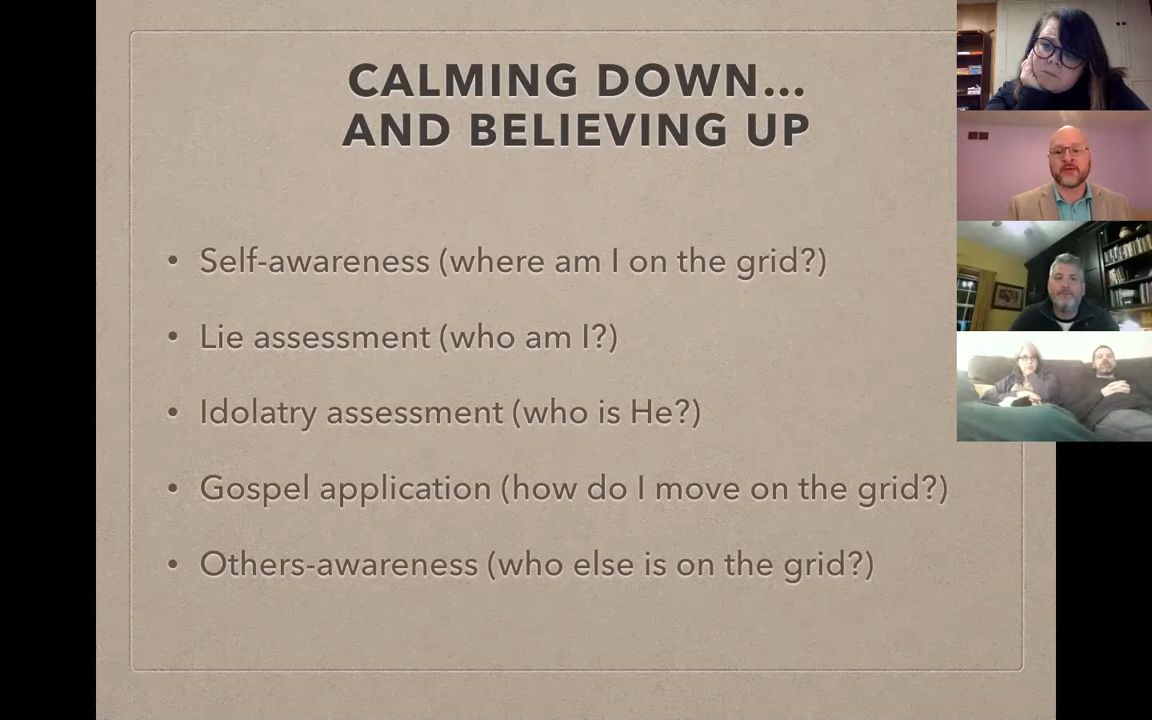 CALMING DOWN...
AND BELIEVING UP
• Self-awareness (where am I on the grid?)
• Lie assessment (who am I?)
• Idolatry assessment (who is He?)
• Gospel application (how do I move on the grid?)
• Others-awareness (who else is on the grid?)